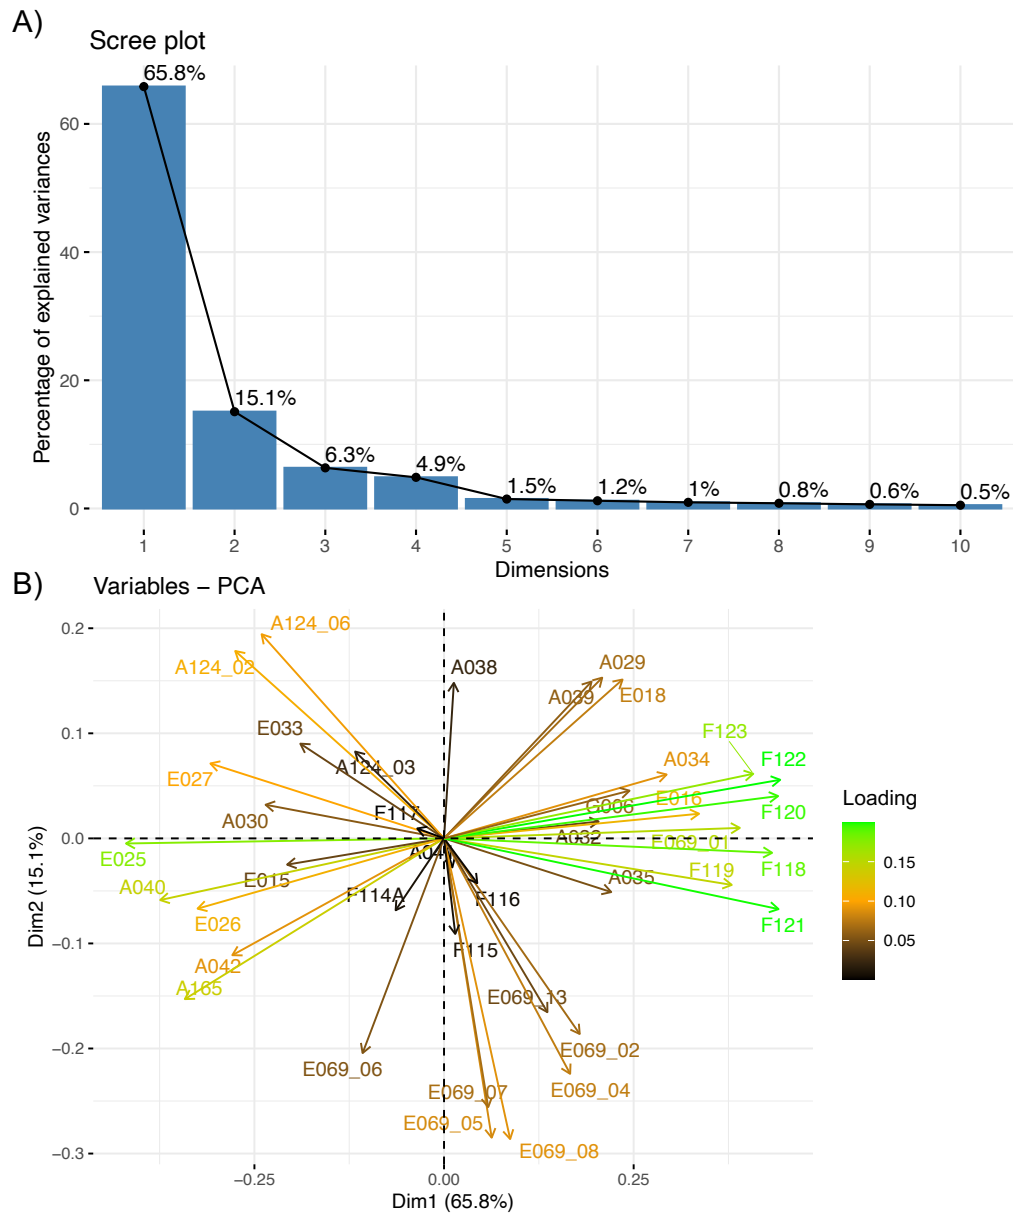 A)
Scree plot
65.8%
60
40
20
0
15.1%
6.3%
4.9%
1.5%
1.2%
1%
0.8%
0.6%
0.5%
Percentage of explained variances
1 2 3 4 5 6 7 8 9 10
Dimensions
B)
Variables – PCA
0.2
0.1
0.0
−0.1
−0.2
−0.3
Dim2 (15.1%)
A124_06
A124_02
A038
A029
A039
E018
E033
F123
A124_03
A034
F122
E027
G006
E016
F117
F120
A030
A032
E069_01
A04
E025
F119
F118
A040
E015
A035
F114A
F116
E026
F121
A042
F115
A165
E069_13
E069_02
E069_06
E069_07
E069_04
E069_05
E069_08
−0.25 0.00 0.25
Dim1 (65.8%)
Loading
0.15
0.10
0.05